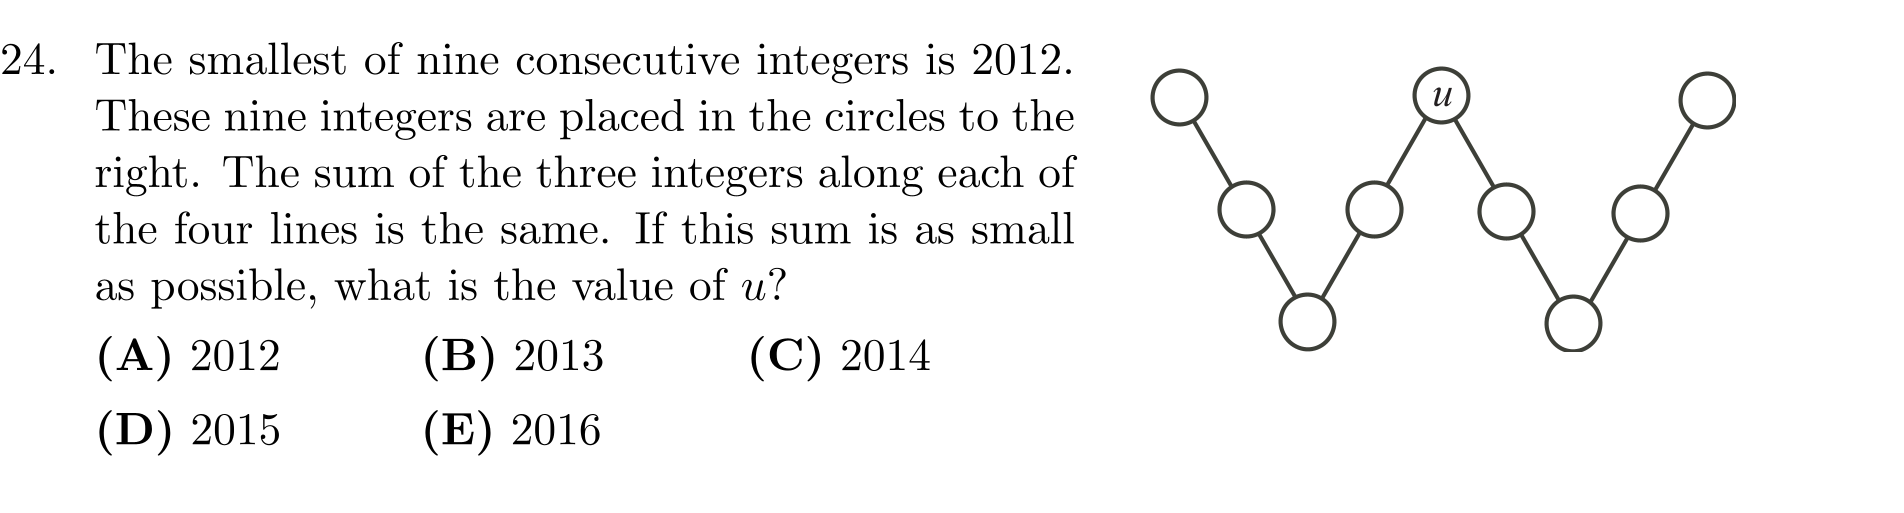 24. The smallest of nine consecutive integers is 2012.
These nine integers are placed in the circles to the
right. The sum of the three integers along each of
the four lines is the same. If this sum is as small
as possible, what is the value of u?
(A) 2012 (B) 2013 (C) 2014
(D) 2015 (E) 2016
u